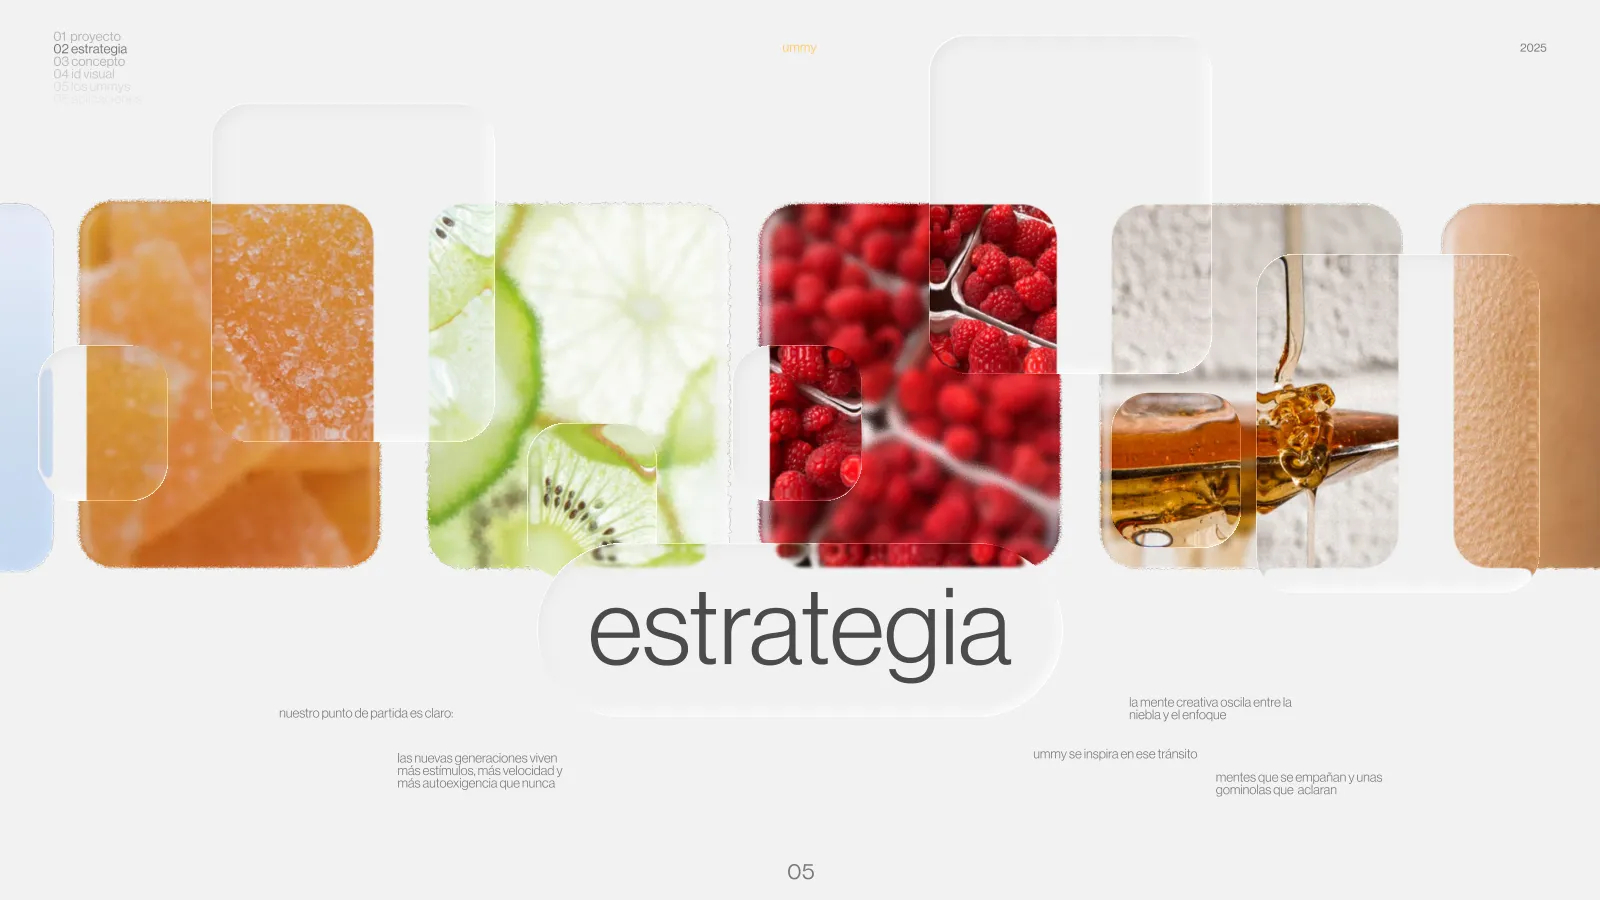 01 proyecto
02 estrategia
03 concepto
04 id visual
05 los ummys
ummy
2025
estrategia
nuestro punto de partida es claro:
las nuevas generaciones viven
más estímulos, más velocidad y
más autoexigencia que nunca
la mente creativa oscila entre la
niebla y el enfoque
ummy se inspira en ese tránsito
mentes que se empañan y unas
gominolas que aclaran
05